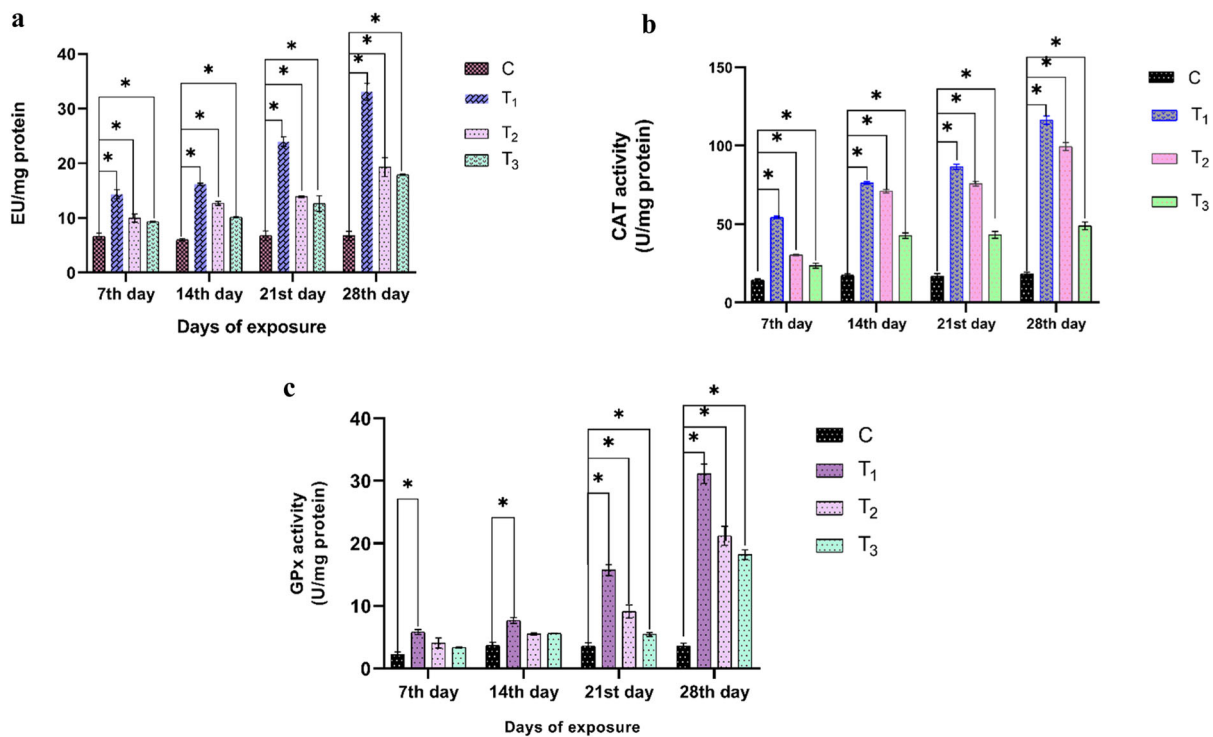 a
EU/mg protein
40
30
20
10
0
* * *
* * *
* * *
* * *
7th day 14th day 21st day 28th day
Days of exposure
C
T1
T2
T3
b
CAT activity
(U/mg protein)
150
100
50
0
* * *
* * *
* * *
* * *
7th day 14th day 21st day 28th day
C
T1
T2
T3
c
GPx activity
(U/mg protein)
40
30
20
10
0
*
*
* * *
* * *
7th day 14th day 21st day 28th day
Days of exposure
C
T1
T2
T3